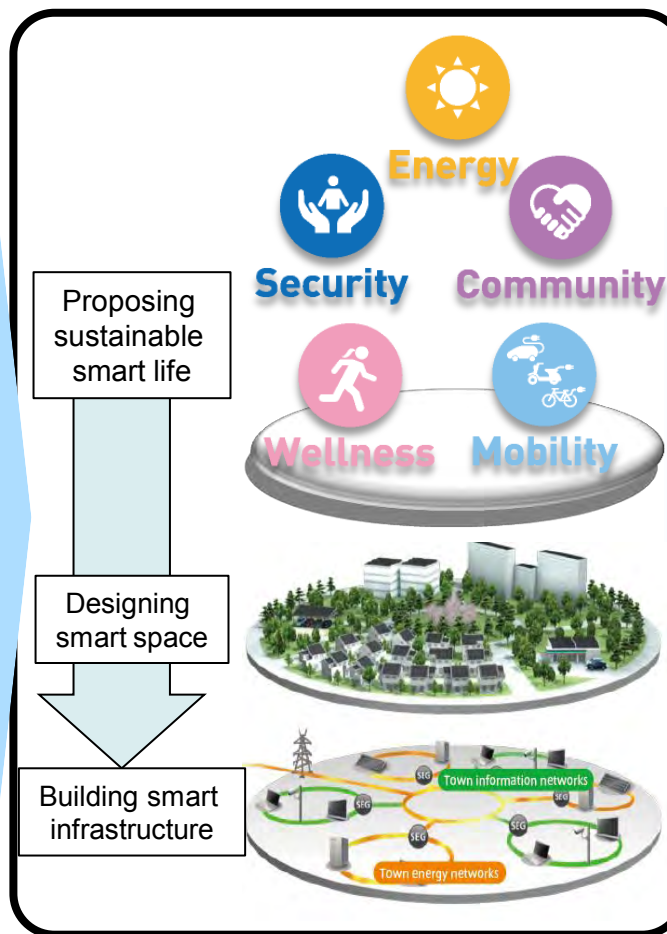 Energy
Security
Community
Proposing
sustainable
smart life
Wellness
Mobility
Designing
smart space
SEG
Town information networks
SEG
SEG
SEG
SEG
Building smart
infrastructure
Town energy networks